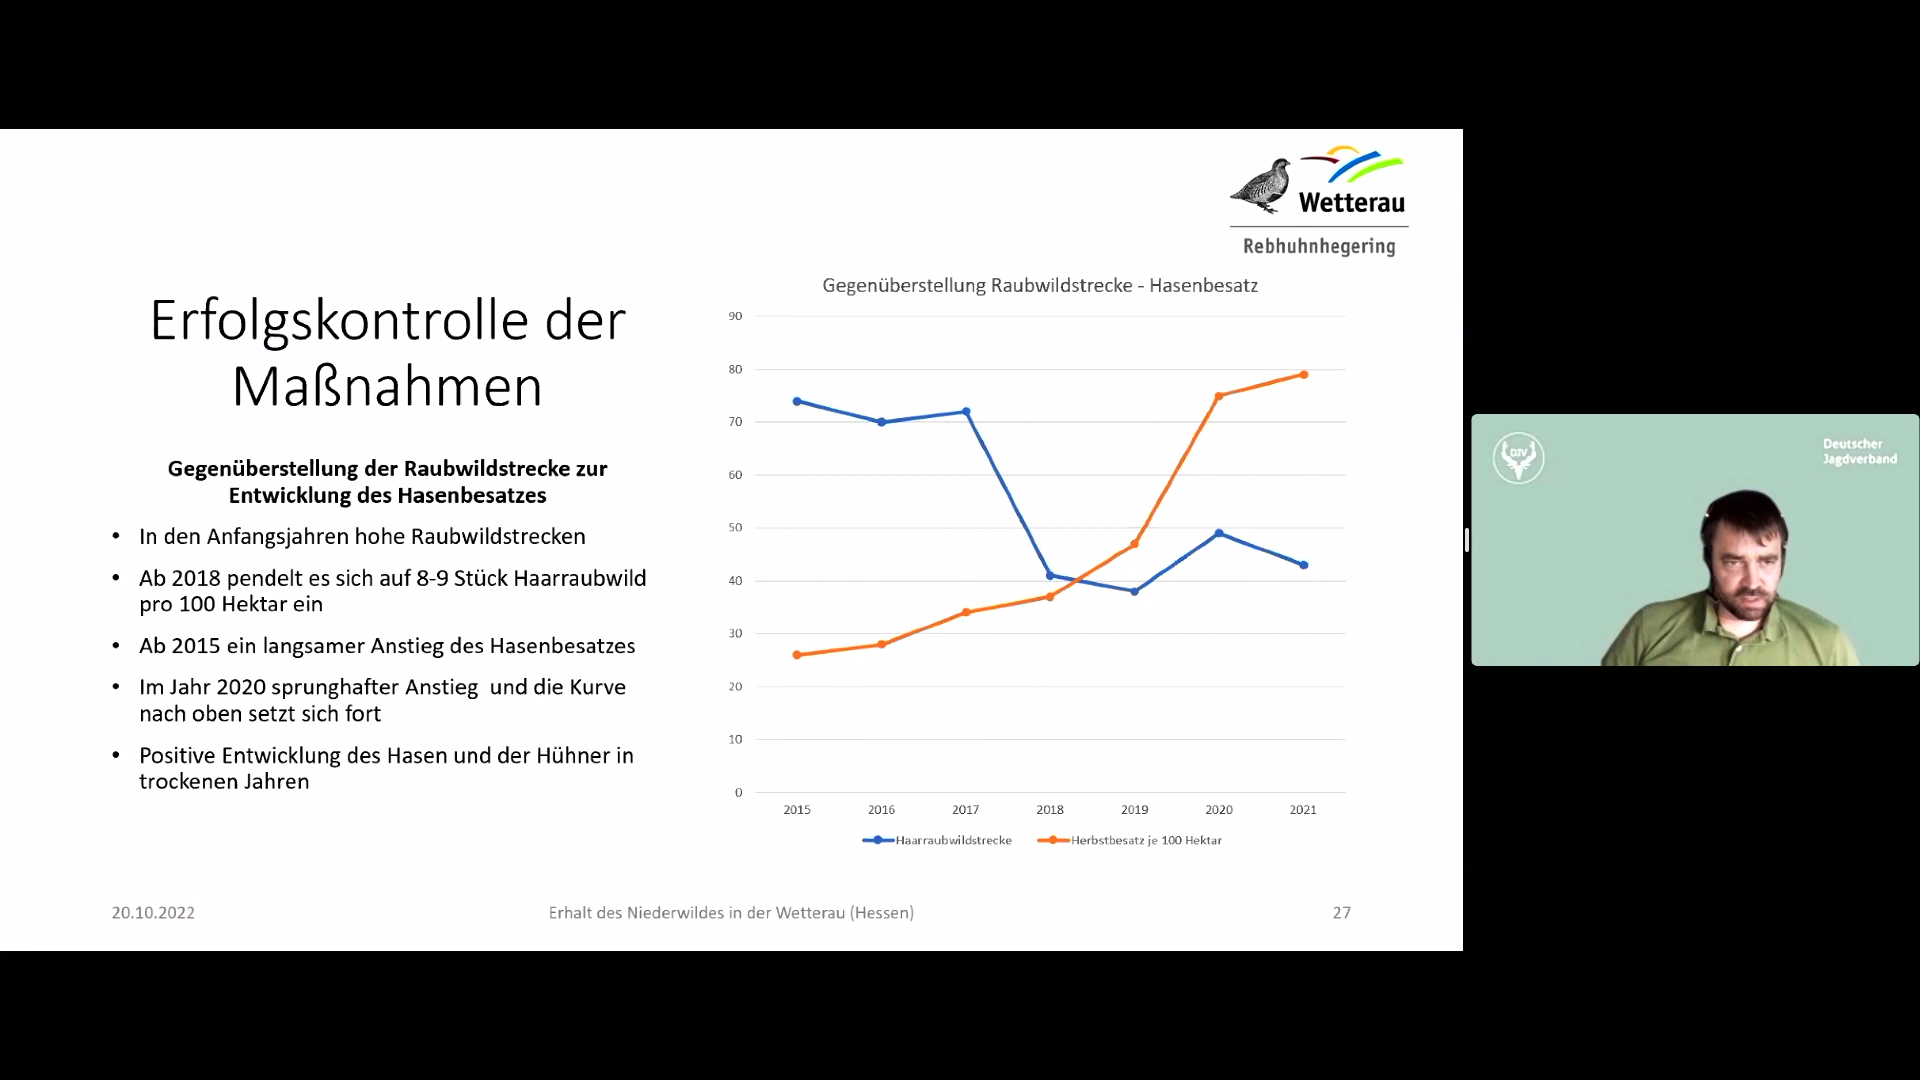 Wetterau
Rebhuhnhegering
Erfolgskontrolle der
Maßnahmen
Gegenüberstellung der Raubwildstrecke zur
Entwicklung des Hasenbesatzes
• In den Anfangsjahren hohe Raubwildstrecken
• Ab 2018 pendelt es sich auf 8-9 Stück Haarraubwild
pro 100 Hektar ein
• Ab 2015 ein langsamer Anstieg des Hasenbesatzes
• Im Jahr 2020 sprunghafter Anstieg und die Kurve
nach oben setzt sich fort
• Positive Entwicklung des Hasen und der Hühner in
trockenen Jahren
Gegenüberstellung Raubwildstrecke - Hasenbesatz
90
80
70
60
50
40
30
20
10
0
2015 2016 2017 2018 2019 2020 2021
Haarraubwildstrecke Herbstbesatz je 100 Hektar
20.10.2022 Erhalt des Niederwildes in der Wetterau (Hessen) 27
DJV
Deutscher
Jagdverband